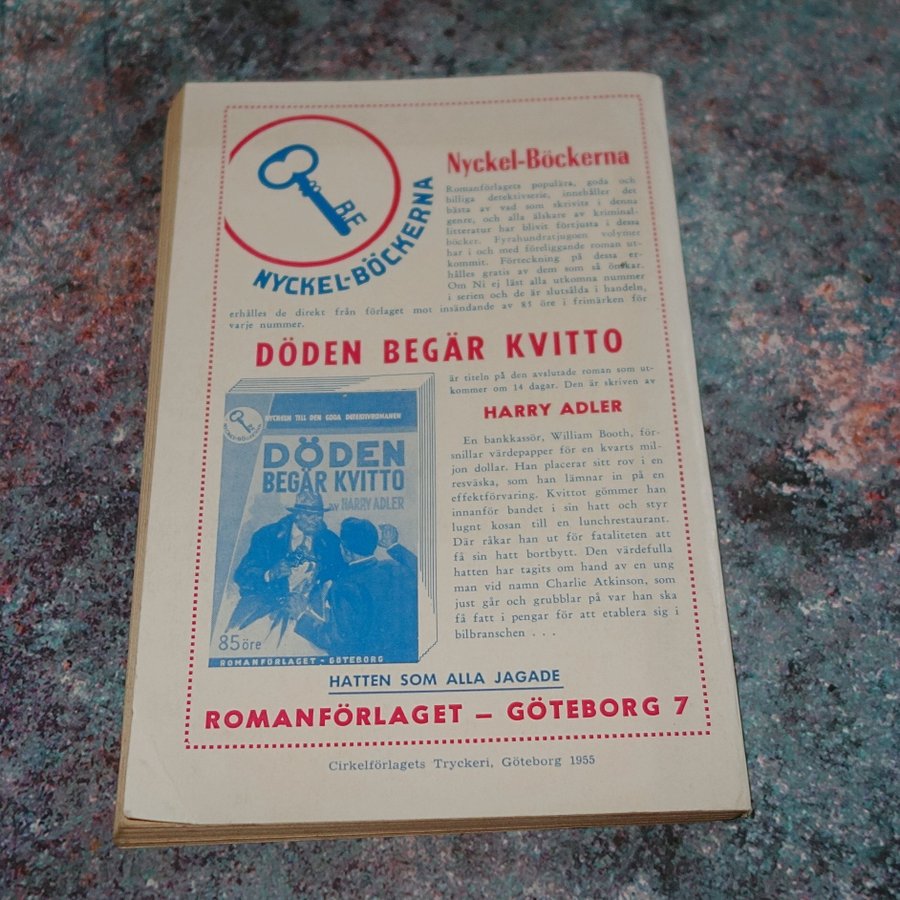 RF
NYCKEL-BÖCKERNA
Nyckel-Böckerna
Romanförlagets populära, goda och
billiga detektivserie, innehåller det
bästa av vad som skrivits i denna
genre, och alla älskare av kriminal-
litteratur har blivit förtjusta i dessa
böcker. Fyrahundratjugoen volymer
har i och med föreliggande roman ut-
kommit. Förteckning på dessa er-
hålles gratis av dem som så önskar.
Om Ni ej läst alla utkomna nummer
i serien och de är slutsålda i handeln,
erhålles de direkt från förlaget mot insändande av 85 öre i frimärken för
varje nummer.
DÖDEN BEGÄR KVITTO
är titeln på den avslutade roman som ut-
kommer om 14 dagar. Den är skriven av
HARRY ADLER
En bankkassör, William Booth, för-
snillar värdepapper för en kvarts mil-
jon dollar. Han placerar sitt rov i en
resväska, som han lämnar in på en
effektförvaring. Kvittot gömmer han
innanför bandet i sin hatt och styr
lugnt kosan till en lunchrestaurant.
Där råkar han ut för fataliteten att
få sin hatt bortbytt. Den värdefulla
hatten har tagits om hand av en ung
man vid namn Charlie Atkinson, som
just går och grubblar på var han ska
få fatt i pengar för att etablera sig i
bilbranschen . . .
NYCKELN TILL DEN GODA DETEKTIVROMANEN
NYCKEL-BÖCKERNA
DÖDEN
BEGÄR KVITTO
av HARRY ADLER
85 öre
ROMANFÖRLAGET - GÖTEBORG
HATTEN SOM ALLA JAGADE
ROMANFÖRLAGET — GÖTEBORG 7
Cirkelförlagets Tryckeri, Göteborg 1955